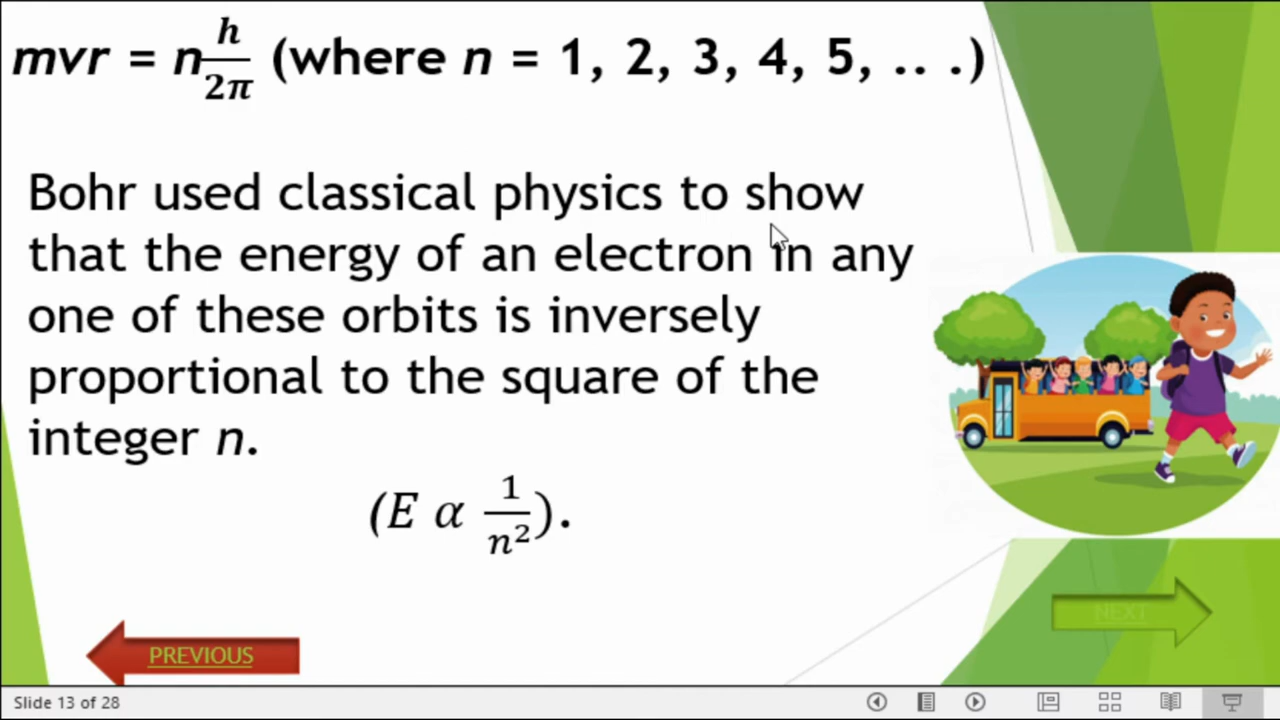 mvr = n h/2π (where n = 1, 2, 3, 4, 5, . . .)
Bohr used classical physics to show
that the energy of an electron in any
one of these orbits is inversely
proportional to the square of the
integer n.
(E α 1/n²).
NEXT
PREVIOUS
Slide 13 of 28